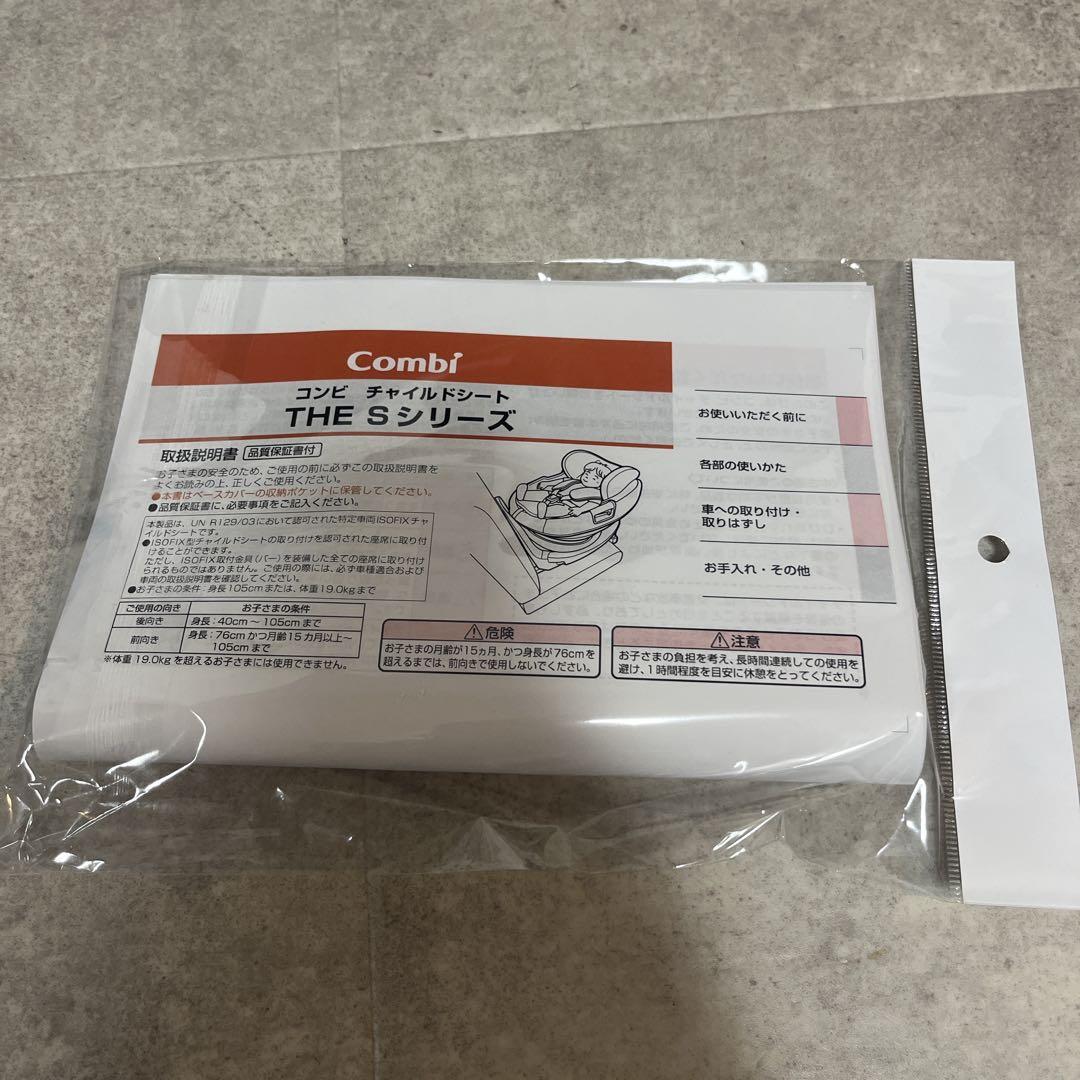 Combi
コンビ チャイルドシート
THE Sシリーズ
取扱説明書 品質保証書付
お子さまの安全のため、ご使用の前に必ずこの取扱説明書を
よくお読みの上、正しくご使用ください。
●本書はベースカバーの収納ポケットに保管してください。
●品質保証書に、必要事項をご記入ください。
本製品は、UN R129/03において認可された特定車両ISOFIXチャ
イルドシートです。
●ISOFIX型チャイルドシートの取り付けを認可された座席に取り付
けることができます。
ただし、ISOFIX取付金具(バー)を装備した全ての座席に取り付け
られるものではありません。ご使用の際には、必ず車種適合および
車両の取扱説明書を確認してください。
●お子さまの条件:身長105cmまたは、体重19.0kgまで
ご使用の向き お子さまの条件
後向き 身長:40cm～105cmまで
前向き 身長:76cmかつ月齢15カ月以上～
105cmまで
※体重19.0kgを超えるお子さまには使用できません。
⚠危険
お子さまの月齢が15ヵ月、かつ身長が76cmを
超えるまでは、前向きで使用しないでください。
⚠注意
お子さまの負担を考え、長時間連続しての使用を
避け、1時間程度を目安に休憩をとってください。
お使いいただく前に
各部の使いかた
車への取り付け・
取りはずし
お手入れ・その他